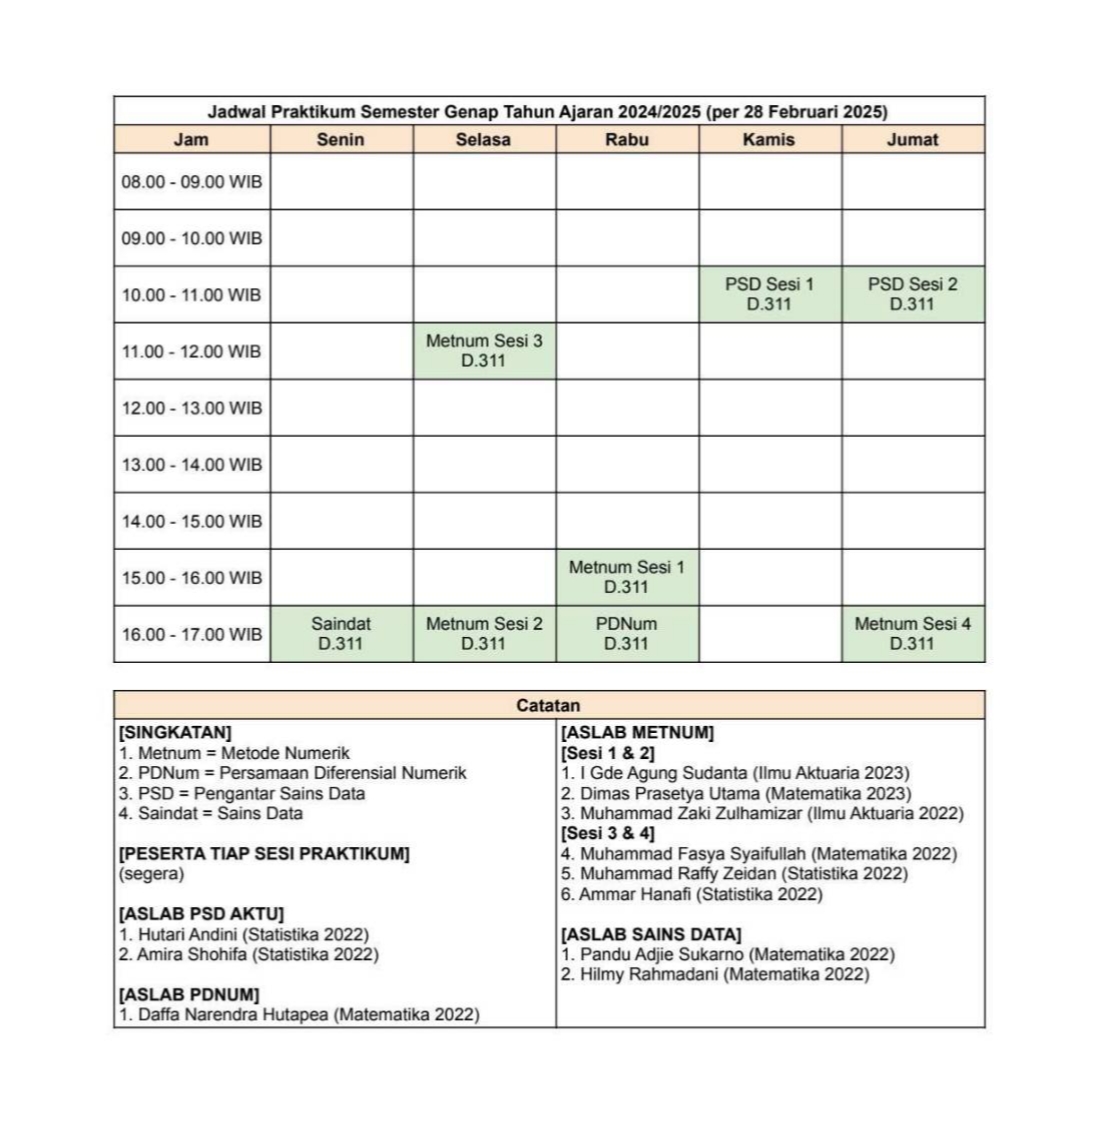 Jadwal Praktikum Semester Genap Tahun Ajaran 2024/2025 (per 28 Februari 2025)
Jam Senin Selasa Rabu Kamis Jumat
08.00 - 09.00 WIB
09.00 - 10.00 WIB
10.00 - 11.00 WIB
PSD Sesi 1
D.311
PSD Sesi 2
D.311
11.00 - 12.00 WIB
Metnum Sesi 3
D.311
12.00 - 13.00 WIB
13.00 - 14.00 WIB
14.00 - 15.00 WIB
15.00 - 16.00 WIB
Metnum Sesi 1
D.311
16.00 - 17.00 WIB
Saindat
D.311
Metnum Sesi 2
D.311
PDNum
D.311
Metnum Sesi 4
D.311
Catatan
[SINGKATAN]
1. Metnum = Metode Numerik
2. PDNum = Persamaan Diferensial Numerik
3. PSD = Pengantar Sains Data
4. Saindat = Sains Data
[PESERTA TIAP SESI PRAKTIKUM]
(segera)
[ASLAB PSD AKTU]
1. Hutari Andini (Statistika 2022)
2. Amira Shohifa (Statistika 2022)
[ASLAB PDNUM]
1. Daffa Narendra Hutapea (Matematika 2022)
[ASLAB METNUM]
[Sesi 1 & 2]
1. I Gde Agung Sudanta (Ilmu Aktuaria 2023)
2. Dimas Prasetya Utama (Matematika 2023)
3. Muhammad Zaki Zulhamizar (Ilmu Aktuaria 2022)
[Sesi 3 & 4]
4. Muhammad Fasya Syaifullah (Matematika 2022)
5. Muhammad Raffy Zeidan (Statistika 2022)
6. Ammar Hanafi (Statistika 2022)
[ASLAB SAINS DATA]
1. Pandu Adjie Sukarno (Matematika 2022)
2. Hilmy Rahmadani (Matematika 2022)